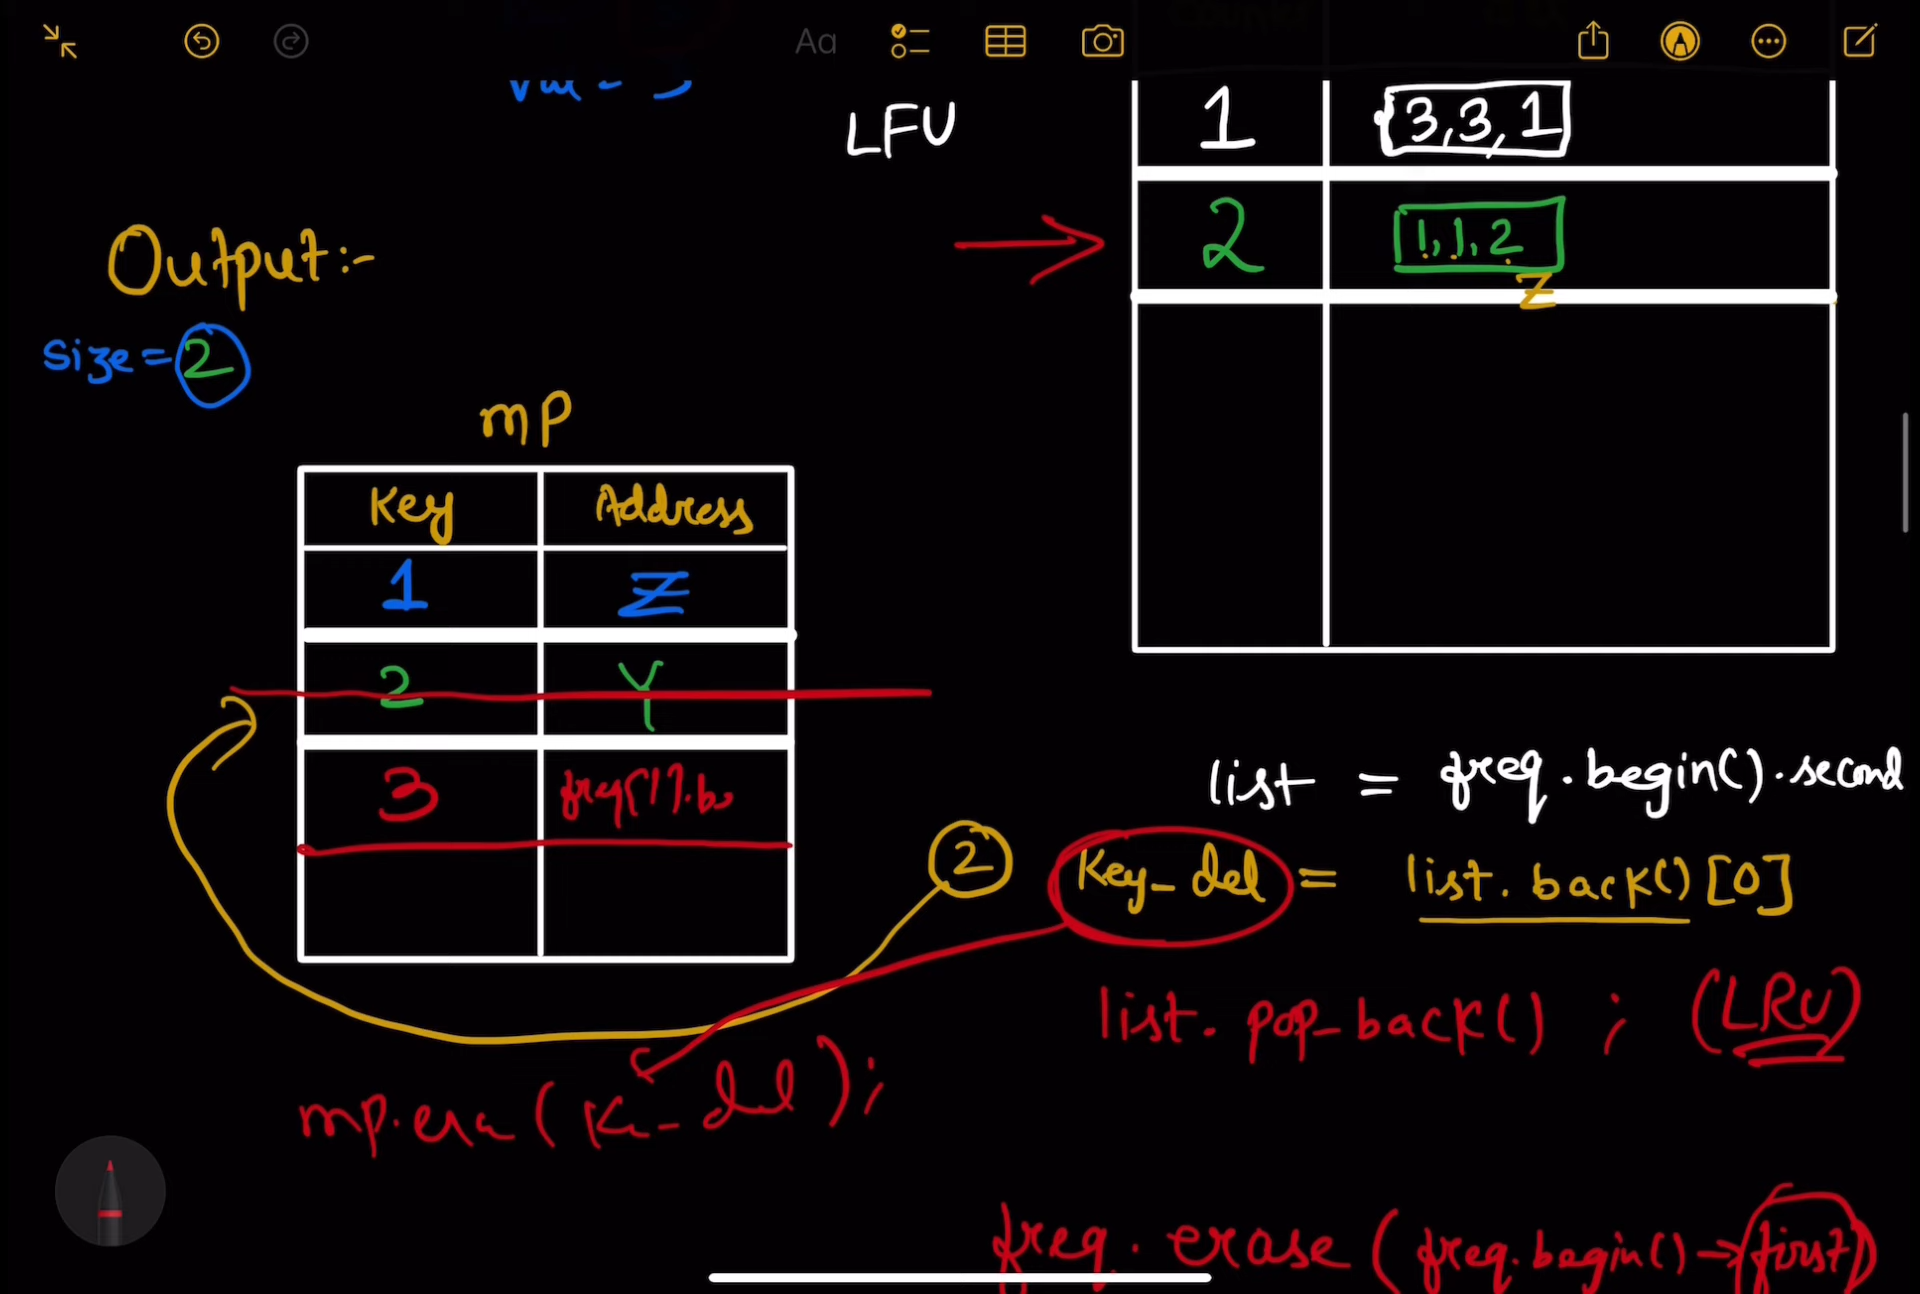 Aa
LFU
1 {3,3,1
2 1,1,2
Z
Output:-
Size=2
mp
Key Address
1 Z
2 Y
3
list = freq.begin().second
2 Key_del = list.back()[0]
list.pop_back() ; (LRU)
freq.erase(freq.begin()→first)